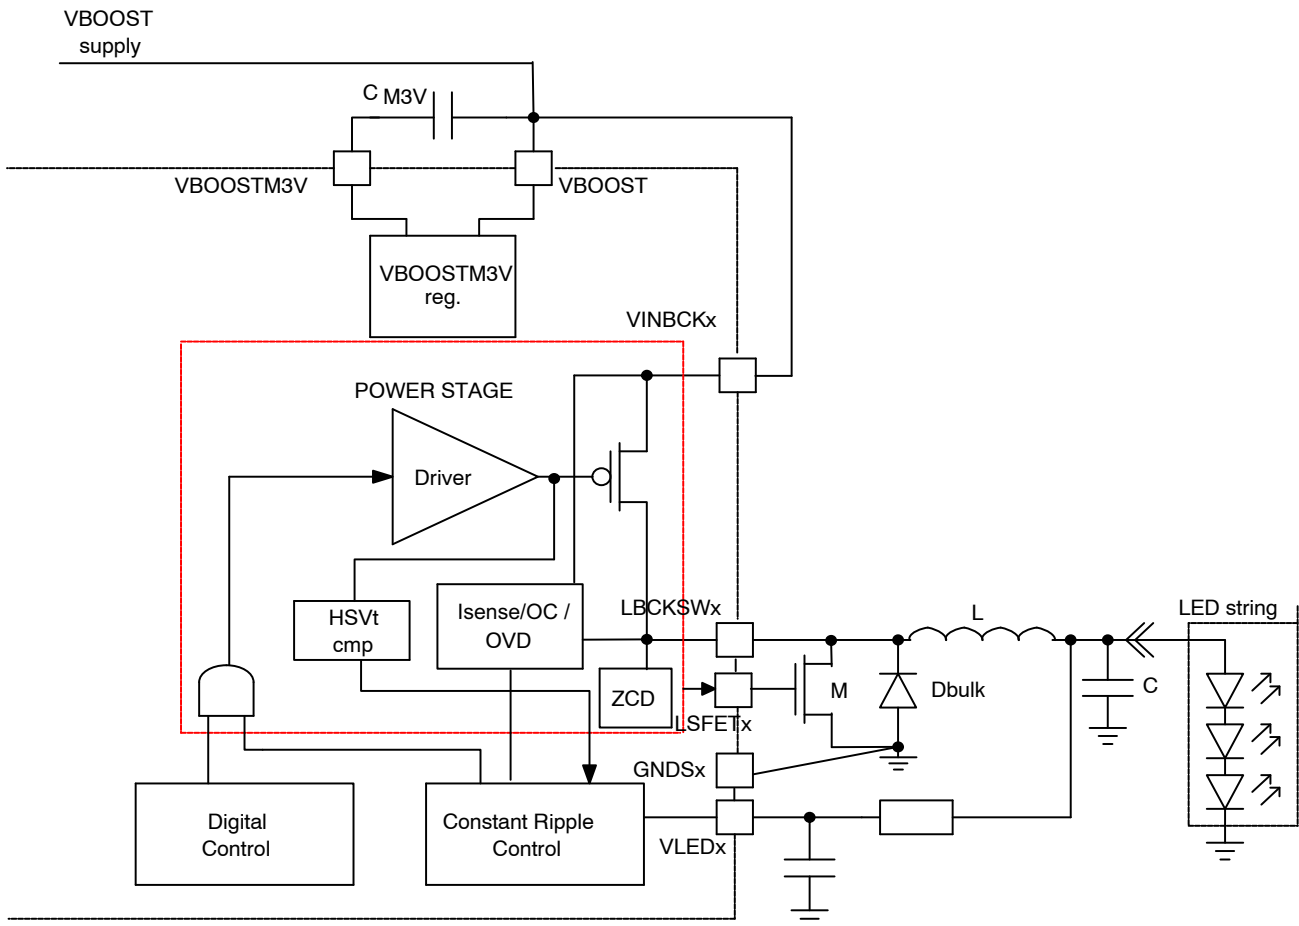 VBOOST
supply
C M3V
VBOOSTM3V
VBOOST
VBOOSTM3V
reg.
VINBCKx
POWER STAGE
Driver
HSVt
cmp
Isense/OC /
OVD
LBCKSWx
L
LED string
ZCD
M
Dbulk
C
LSFETx
GNDSx
Digital
Control
Constant Ripple
Control
VLEDx